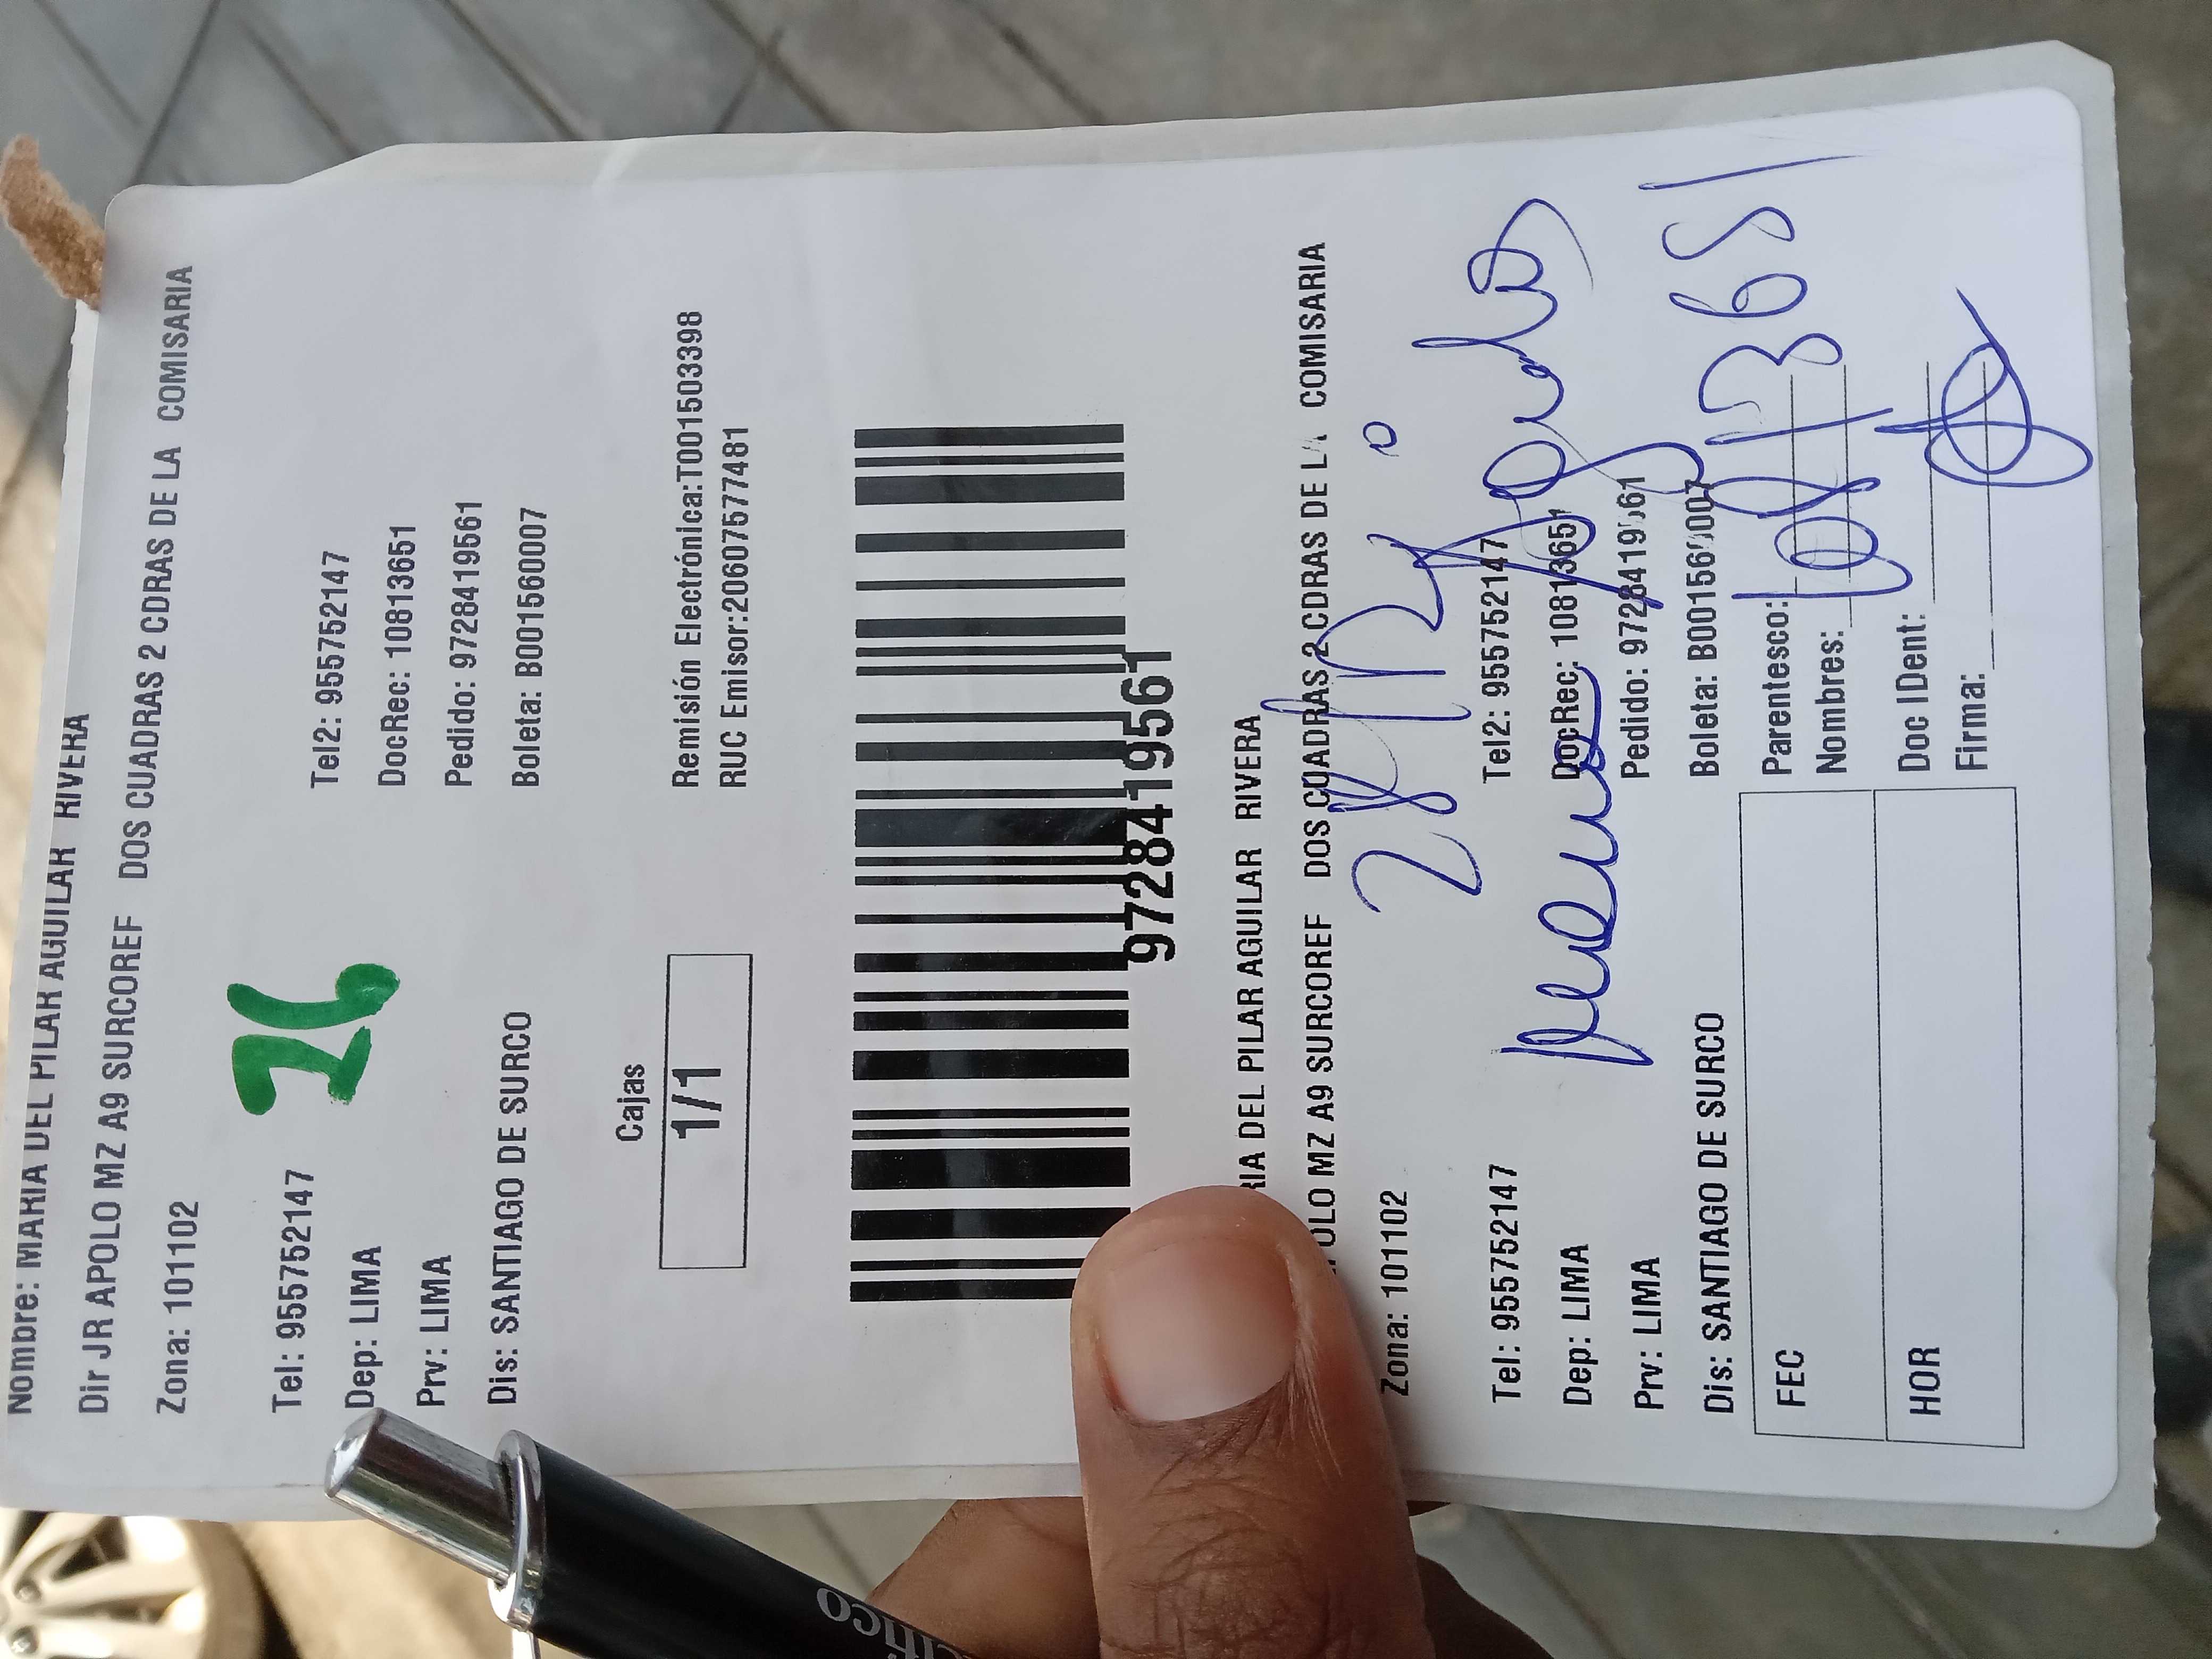 Nombre: MARIA DEL PILAR AGUILAR RIVERA
Dir JR APOLO MZ A9 SURCOREF DOS CUADRAS 2 CDRAS DE LA COMISARIA
Zona: 101102
26
Tel: 955752147 Tel2: 955752147
Dep: LIMA DocRec: 10813651
Prv: LIMA Pedido: 972841919561
Dis: SANTIAGO DE SURCO Boleta: B001560007
Cajas
1/1
Remisión Electrónica:T001503398
RUC Emisor:20607577481
9728419561
RIA DEL PILAR AGUILAR RIVERA
OLO MZ A9 SURCOREF DOS CUADRAS 2 CDRAS DE LA COMISARIA
Zona: 101102
Tel: 955752147 Tel2: 955752147
Dep: LIMA DocRec: 10813651
Prv: LIMA Pedido: 9728419561
Dis: SANTIAGO DE SURCO Boleta: B001560007
FEC
HOR
Parentesco:
Nombres:
10813651
Doc IDent:
Firma: